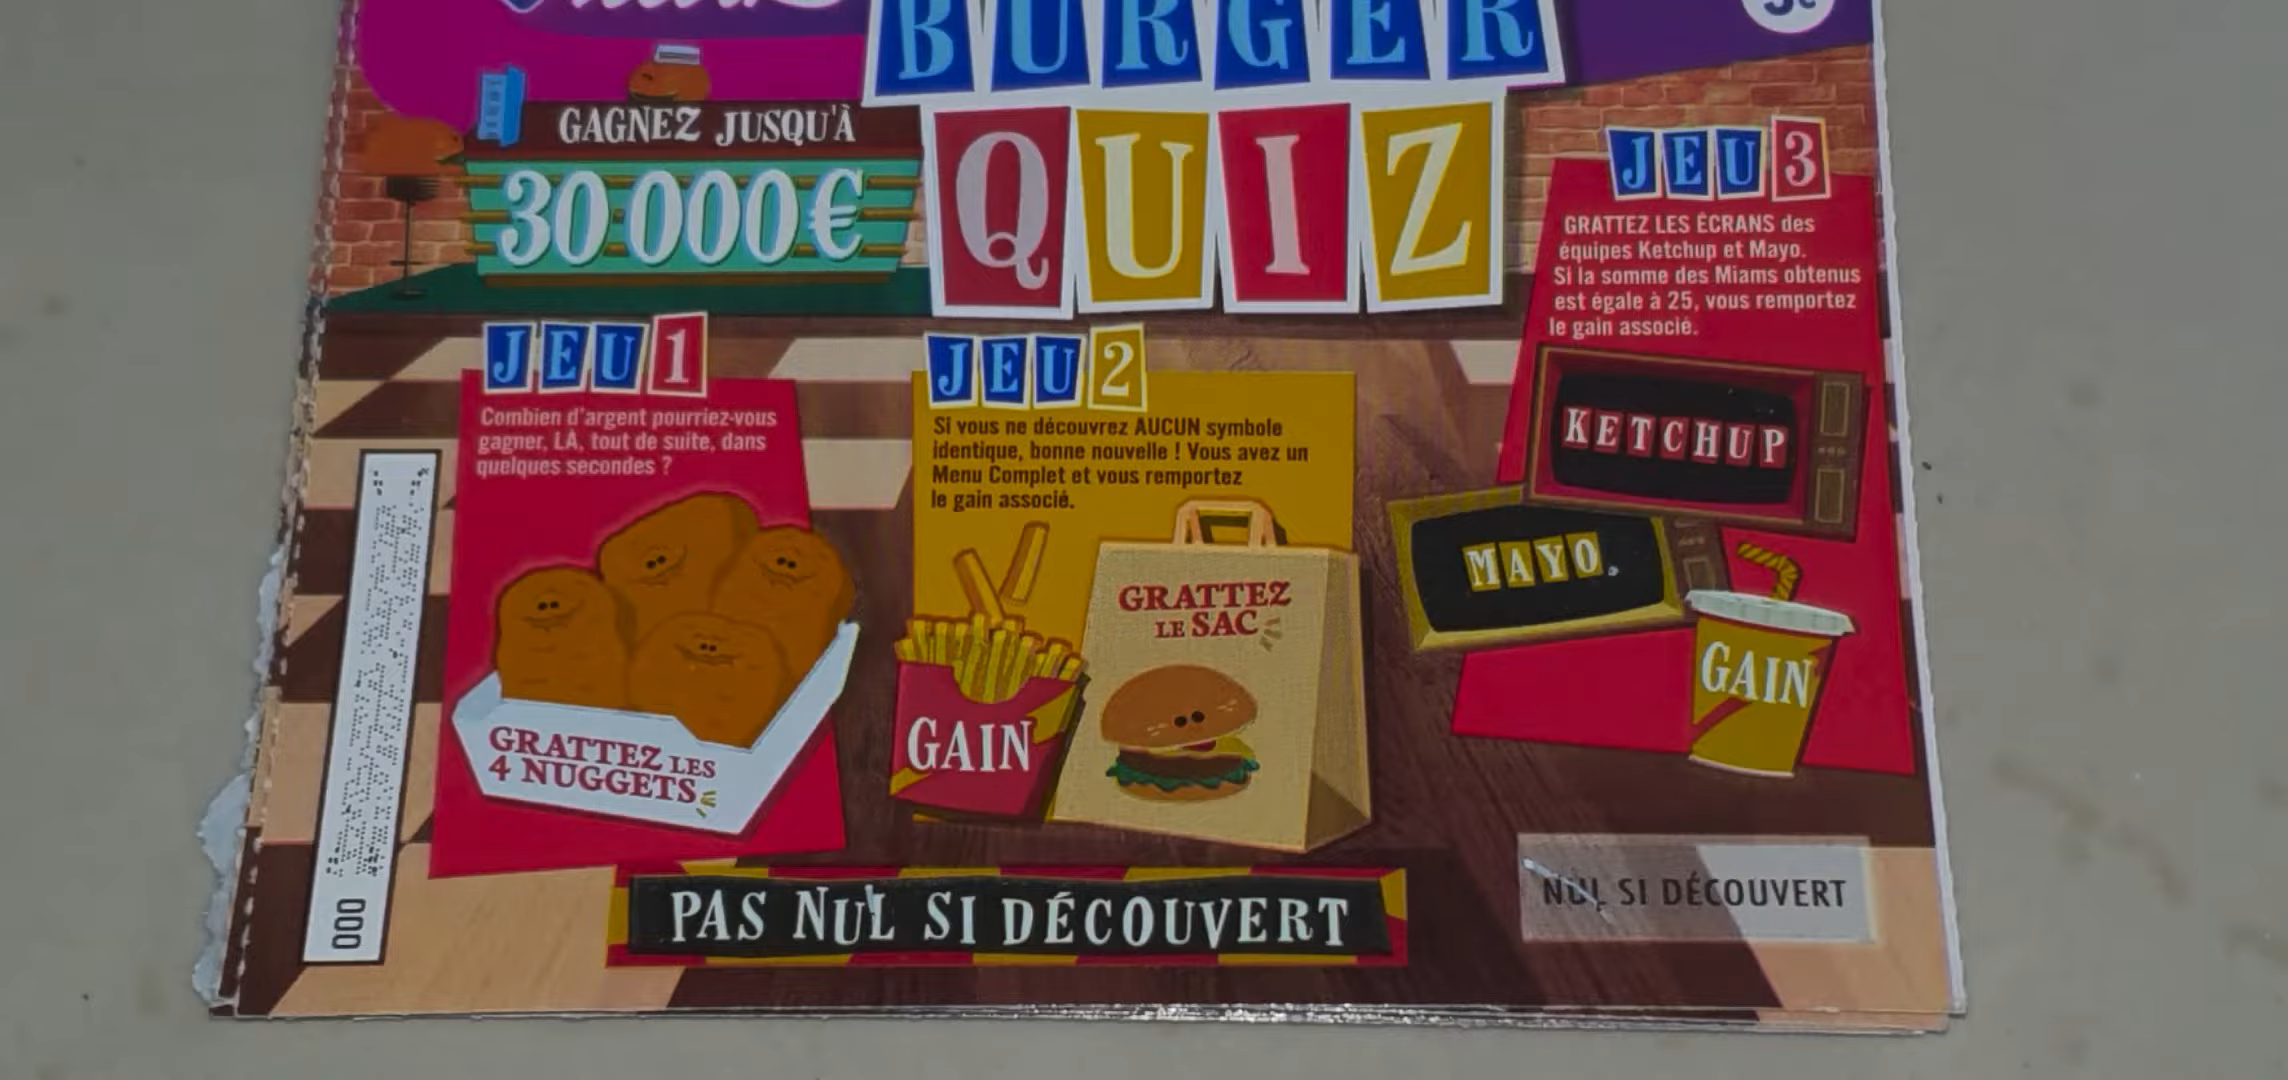 BURGER
QUIZ
GAGNEZ JUSQU'À
30 000€
JEU 1
Combien d'argent pourriez-vous
gagner, LÀ, tout de suite, dans
quelques secondes ?
GRATTEZ LES
4 NUGGETS
JEU 2
Si vous ne découvrez AUCUN symbole
identique, bonne nouvelle ! Vous avez un
Menu Complet et vous remportez
le gain associé.
GRATTEZ
LE SAC
GAIN
JEU 3
GRATTEZ LES ÉCRANS des
équipes Ketchup et Mayo.
Si la somme des Miams obtenus
est égale à 25, vous remportez
le gain associé.
KETCHUP
MAYO
GAIN
PAS NUL SI DÉCOUVERT
NUL SI DÉCOUVERT
000